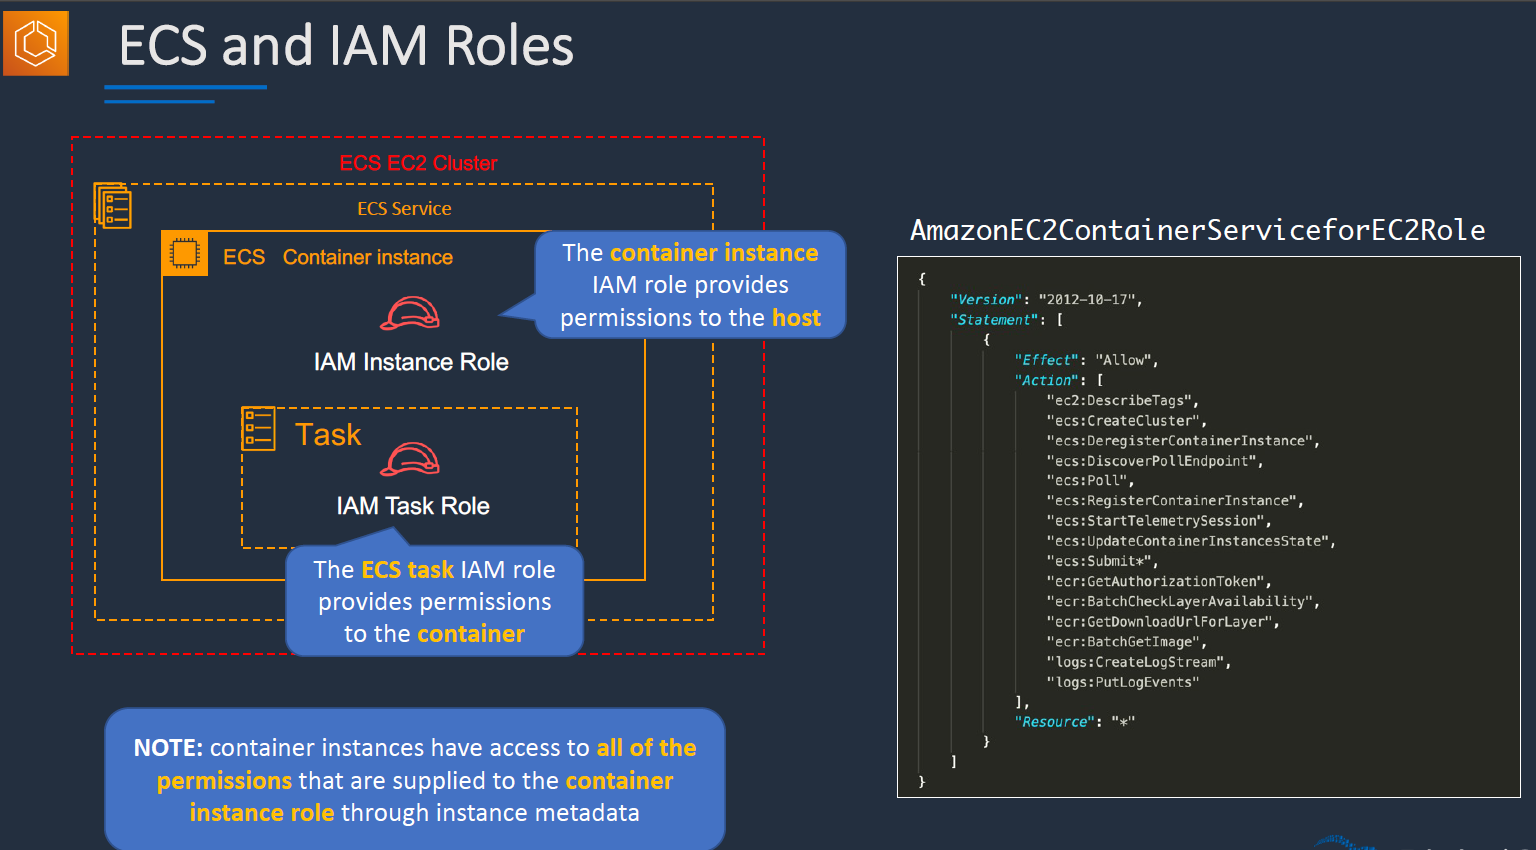 ECS and IAM Roles
ECS EC2 Cluster
ECS Service
ECS Container instance
The container instance
IAM role provides
permissions to the host
IAM Instance Role
Task
IAM Task Role
The ECS task IAM role
provides permissions
to the container
NOTE: container instances have access to all of the
permissions that are supplied to the container
instance role through instance metadata
AmazonEC2ContainerServiceforEC2Role
{
"Version": "2012-10-17",
"Statement": [
{
"Effect": "Allow",
"Action": [
"ec2:DescribeTags",
"ecs:CreateCluster",
"ecs:DeregisterContainerInstance",
"ecs:DiscoverPollEndpoint",
"ecs:Poll",
"ecs:RegisterContainerInstance",
"ecs:StartTelemetrySession",
"ecs:UpdateContainerInstancesState",
"ecs:Submit*",
"ecr:GetAuthorizationToken",
"ecr:BatchCheckLayerAvailability",
"ecr:GetDownloadUrlForLayer",
"ecr:BatchGetImage",
"logs:CreateLogStream",
"logs:PutLogEvents"
],
"Resource": "*"
}
]
}